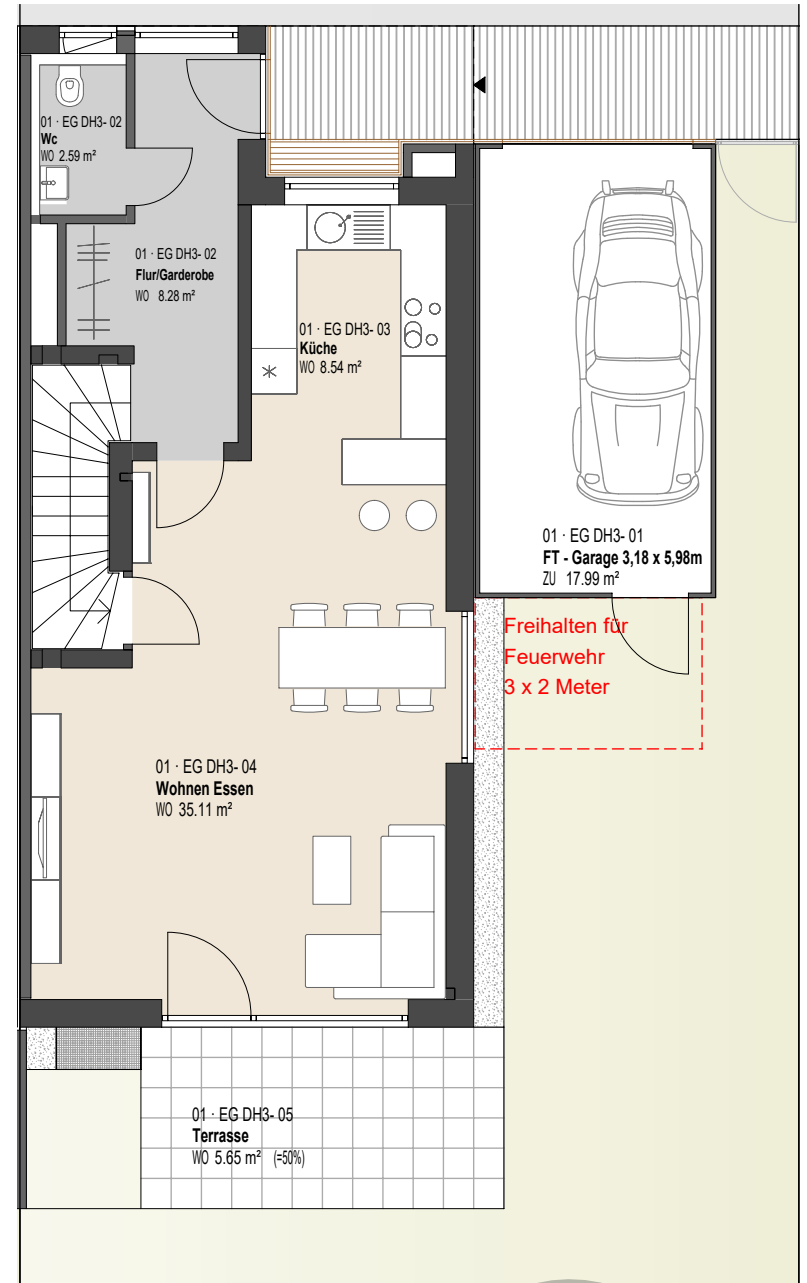 01 · EG DH3- 02
Wc
WO 2.59 m²
01 · EG DH3- 02
Flur/Garderobe
WO 8.28 m²
01 · EG DH3- 03
Küche
WO 8.54 m²
01 · EG DH3- 01
FT - Garage 3,18 x 5,98m
ZU 17.99 m²
Freihalten für
Feuerwehr
3 x 2 Meter
01 · EG DH3- 04
Wohnen Essen
WO 35.11 m²
01 · EG DH3- 05
Terrasse
WO 5.65 m² (=50%)